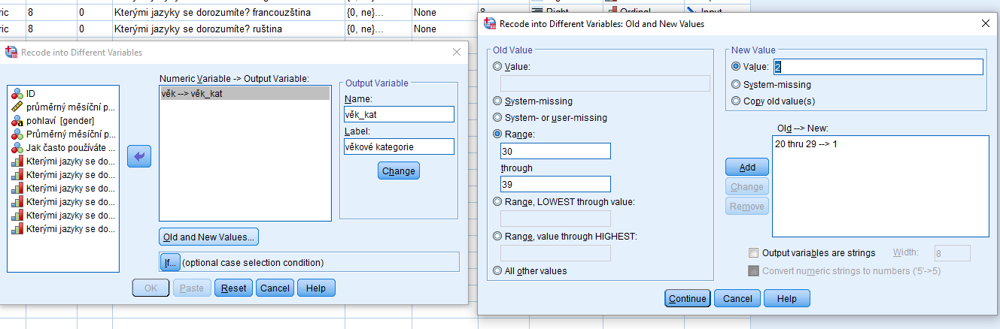 ric 8 0 Kterými jazyky se dorozumíte? francouzština {0, ne}... None 8 Right Ordinal Input
ric 8 0 Kterými jazyky se dorozumíte? ruština {0, ne}... None
Recode into Different Variables
ID
průměrný měsíční p...
pohlaví [gender]
Průměrný měsíční p...
Jak často používáte ...
Kterými jazyky se do...
Kterými jazyky se do...
Kterými jazyky se do...
Kterými jazyky se do...
Kterými jazyky se do...
Kterými jazyky se do...
Numeric Variable -> Output Variable:
věk --> věk_kat
Output Variable
Name:
věk_kat
Label:
věkové kategorie
Change
Old and New Values...
If... (optional case selection condition)
OK Paste Reset Cancel Help
Recode into Different Variables: Old and New Values
Old Value
Value:
System-missing
System- or user-missing
Range:
30
through
39
Range, LOWEST through value:
Range, value through HIGHEST:
All other values
New Value
Value: 2
System-missing
Copy old value(s)
Old --> New:
20 thru 29 --> 1
Add
Change
Remove
Output variables are strings Width: 8
Convert numeric strings to numbers ('5'->5)
Continue Cancel Help